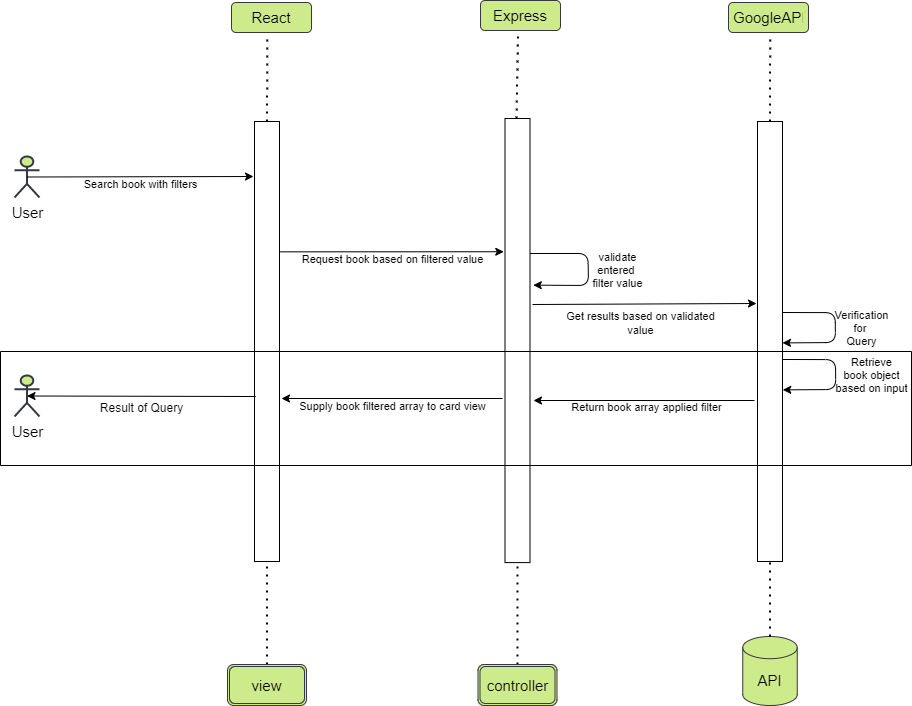 React
Express
GoogleAPI
User
Search book with filters
Request book based on filtered value
validate
entered
filter value
Get results based on validated
value
Verification
for
Query
Retrieve
book object
based on input
User
Result of Query
Supply book filtered array to card view
Return book array applied filter
view
controller
API